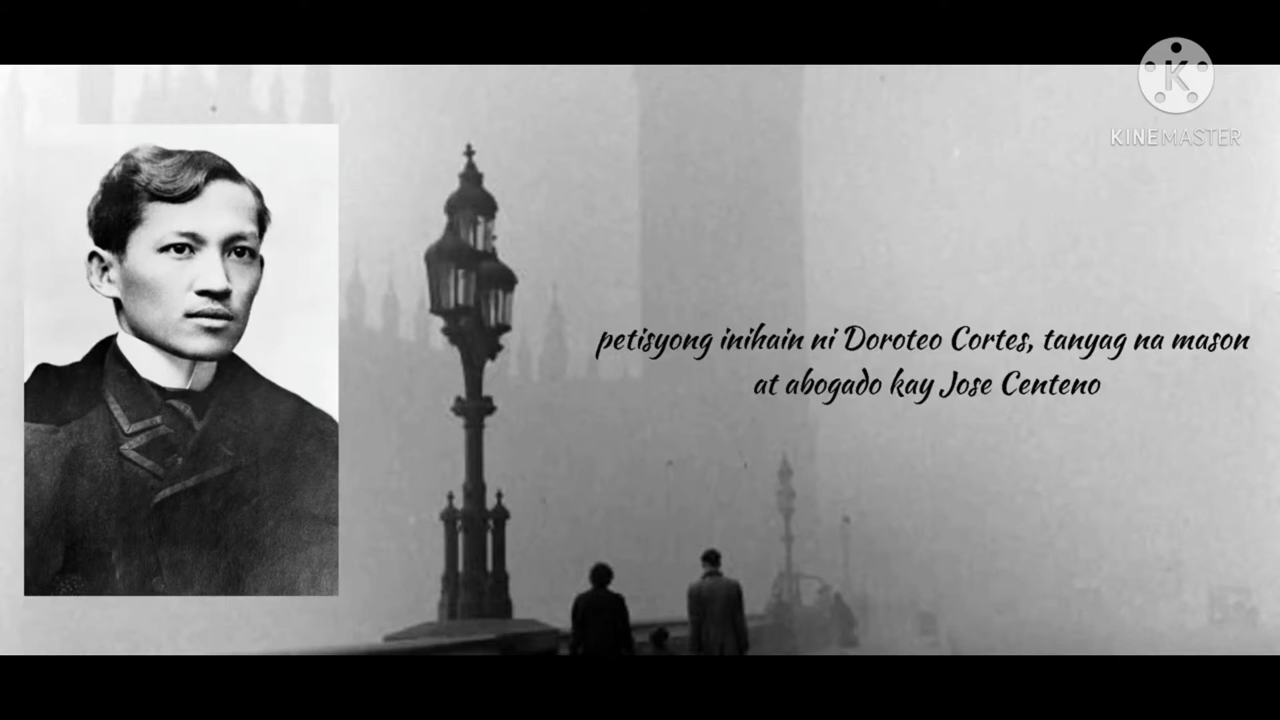 KINEMASTER
petisyong inihain ni Doroteo Cortes, tanyag na mason
at abogado kay Jose Centeno